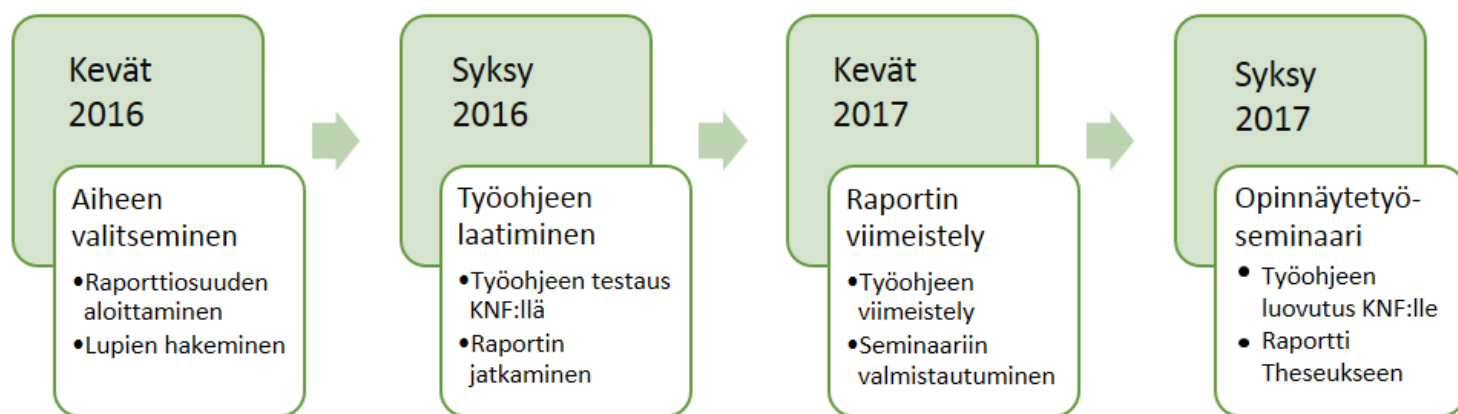 Kevät
2016
Aiheen
valitseminen
•Raporttiosuuden
aloittaminen
•Lupien hakeminen
Syksy
2016
Työohjeen
laatiminen
•Työohjeen testaus
KNF:llä
•Raportin
jatkaminen
Kevät
2017
Raportin
viimeistely
•Työohjeen
viimeistely
•Seminaariin
valmistautuminen
Syksy
2017
Opinnäytetyö-
seminaari
• Työohjeen
luovutus KNF:lle
• Raportti
Theseukseen